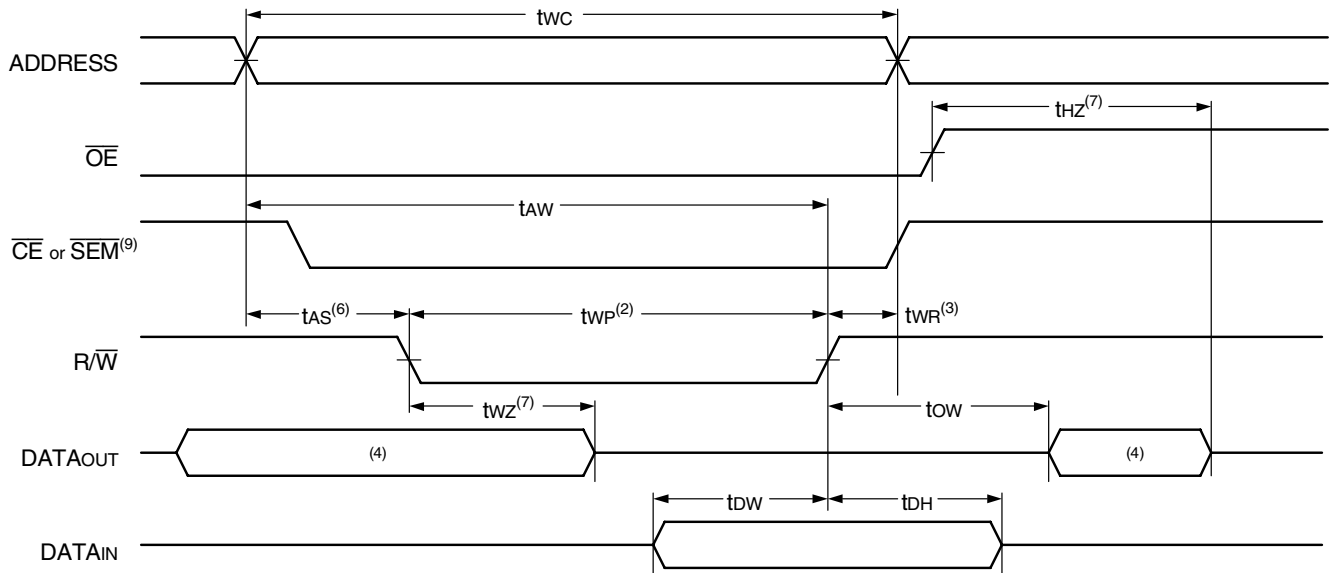 tWC
ADDRESS
tHZ(7)
OE
tAW
CE or SEM(9)
tAS(6) tWP(2) tWR(3)
R/W
tWZ(7) tOW
DATAOUT (4) (4)
tDW tDH
DATAIN